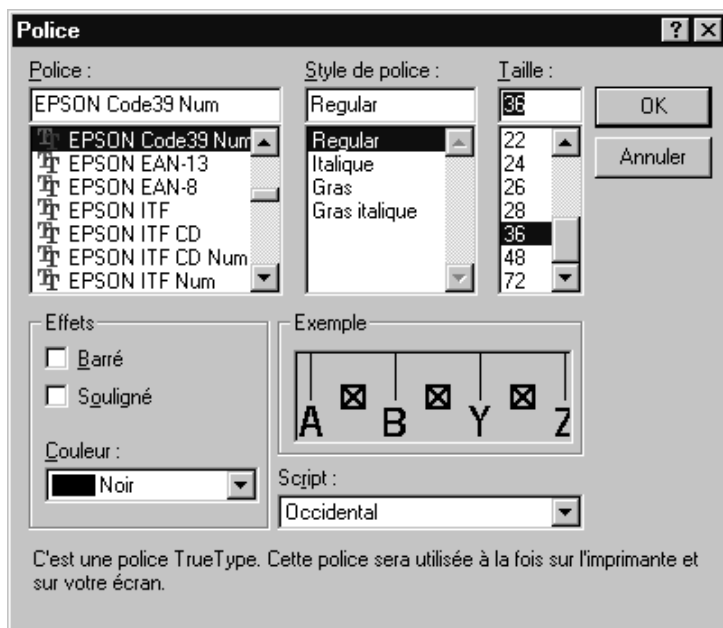 Police
Police :
Style de police :
Taille :
EPSON Code39 Num
Regular
36
OK
Annuler
EPSON Code39 Num
EPSON EAN-13
EPSON EAN-8
EPSON ITF
EPSON ITF CD
EPSON ITF CD Num
EPSON ITF Num
Regular
Italique
Gras
Gras italique
22
24
26
28
36
48
72
Effets
Barré
Souligné
Couleur :
Noir
Exemple
A B Y Z
Script :
Occidental
C'est une police TrueType. Cette police sera utilisée à la fois sur l'imprimante et
sur votre écran.